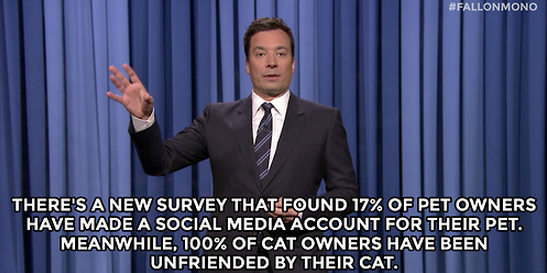 #FALLONMONO
THERE'S A NEW SURVEY THAT FOUND 17% OF PET OWNERS
HAVE MADE A SOCIAL MEDIA ACCOUNT FOR THEIR PET.
MEANWHILE, 100% OF CAT OWNERS HAVE BEEN
UNFRIENDED BY THEIR CAT.